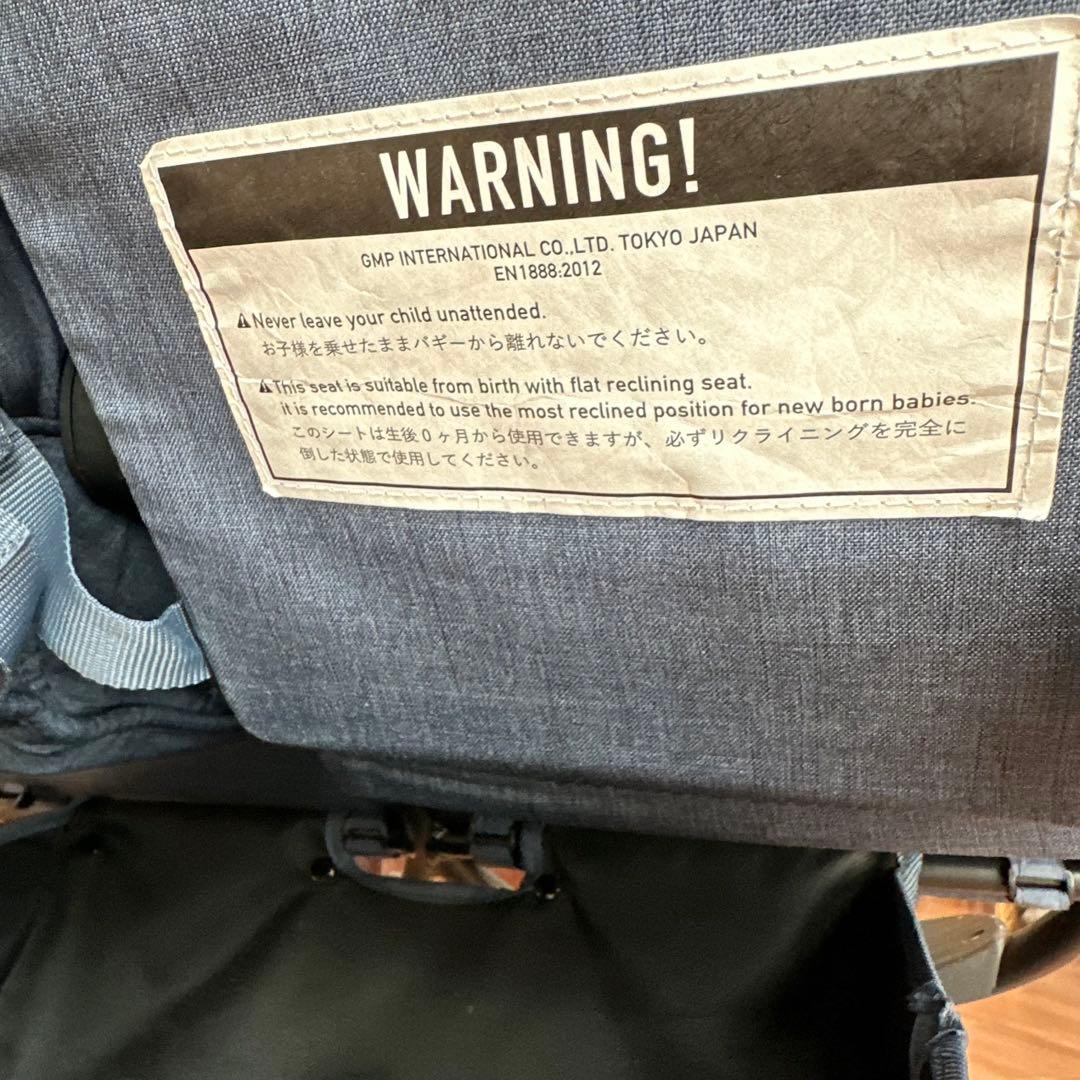 WARNING!
GMP INTERNATIONAL CO.,LTD. TOKYO JAPAN
EN1888:2012
⚠Never leave your child unattended.
お子様を乗せたままバギーから離れないでください。
⚠This seat is suitable from birth with flat reclining seat.
it is recommended to use the most reclined position for new born babies.
このシートは生後0ヶ月から使用できますが、必ずリクライニングを完全に
倒した状態で使用してください。